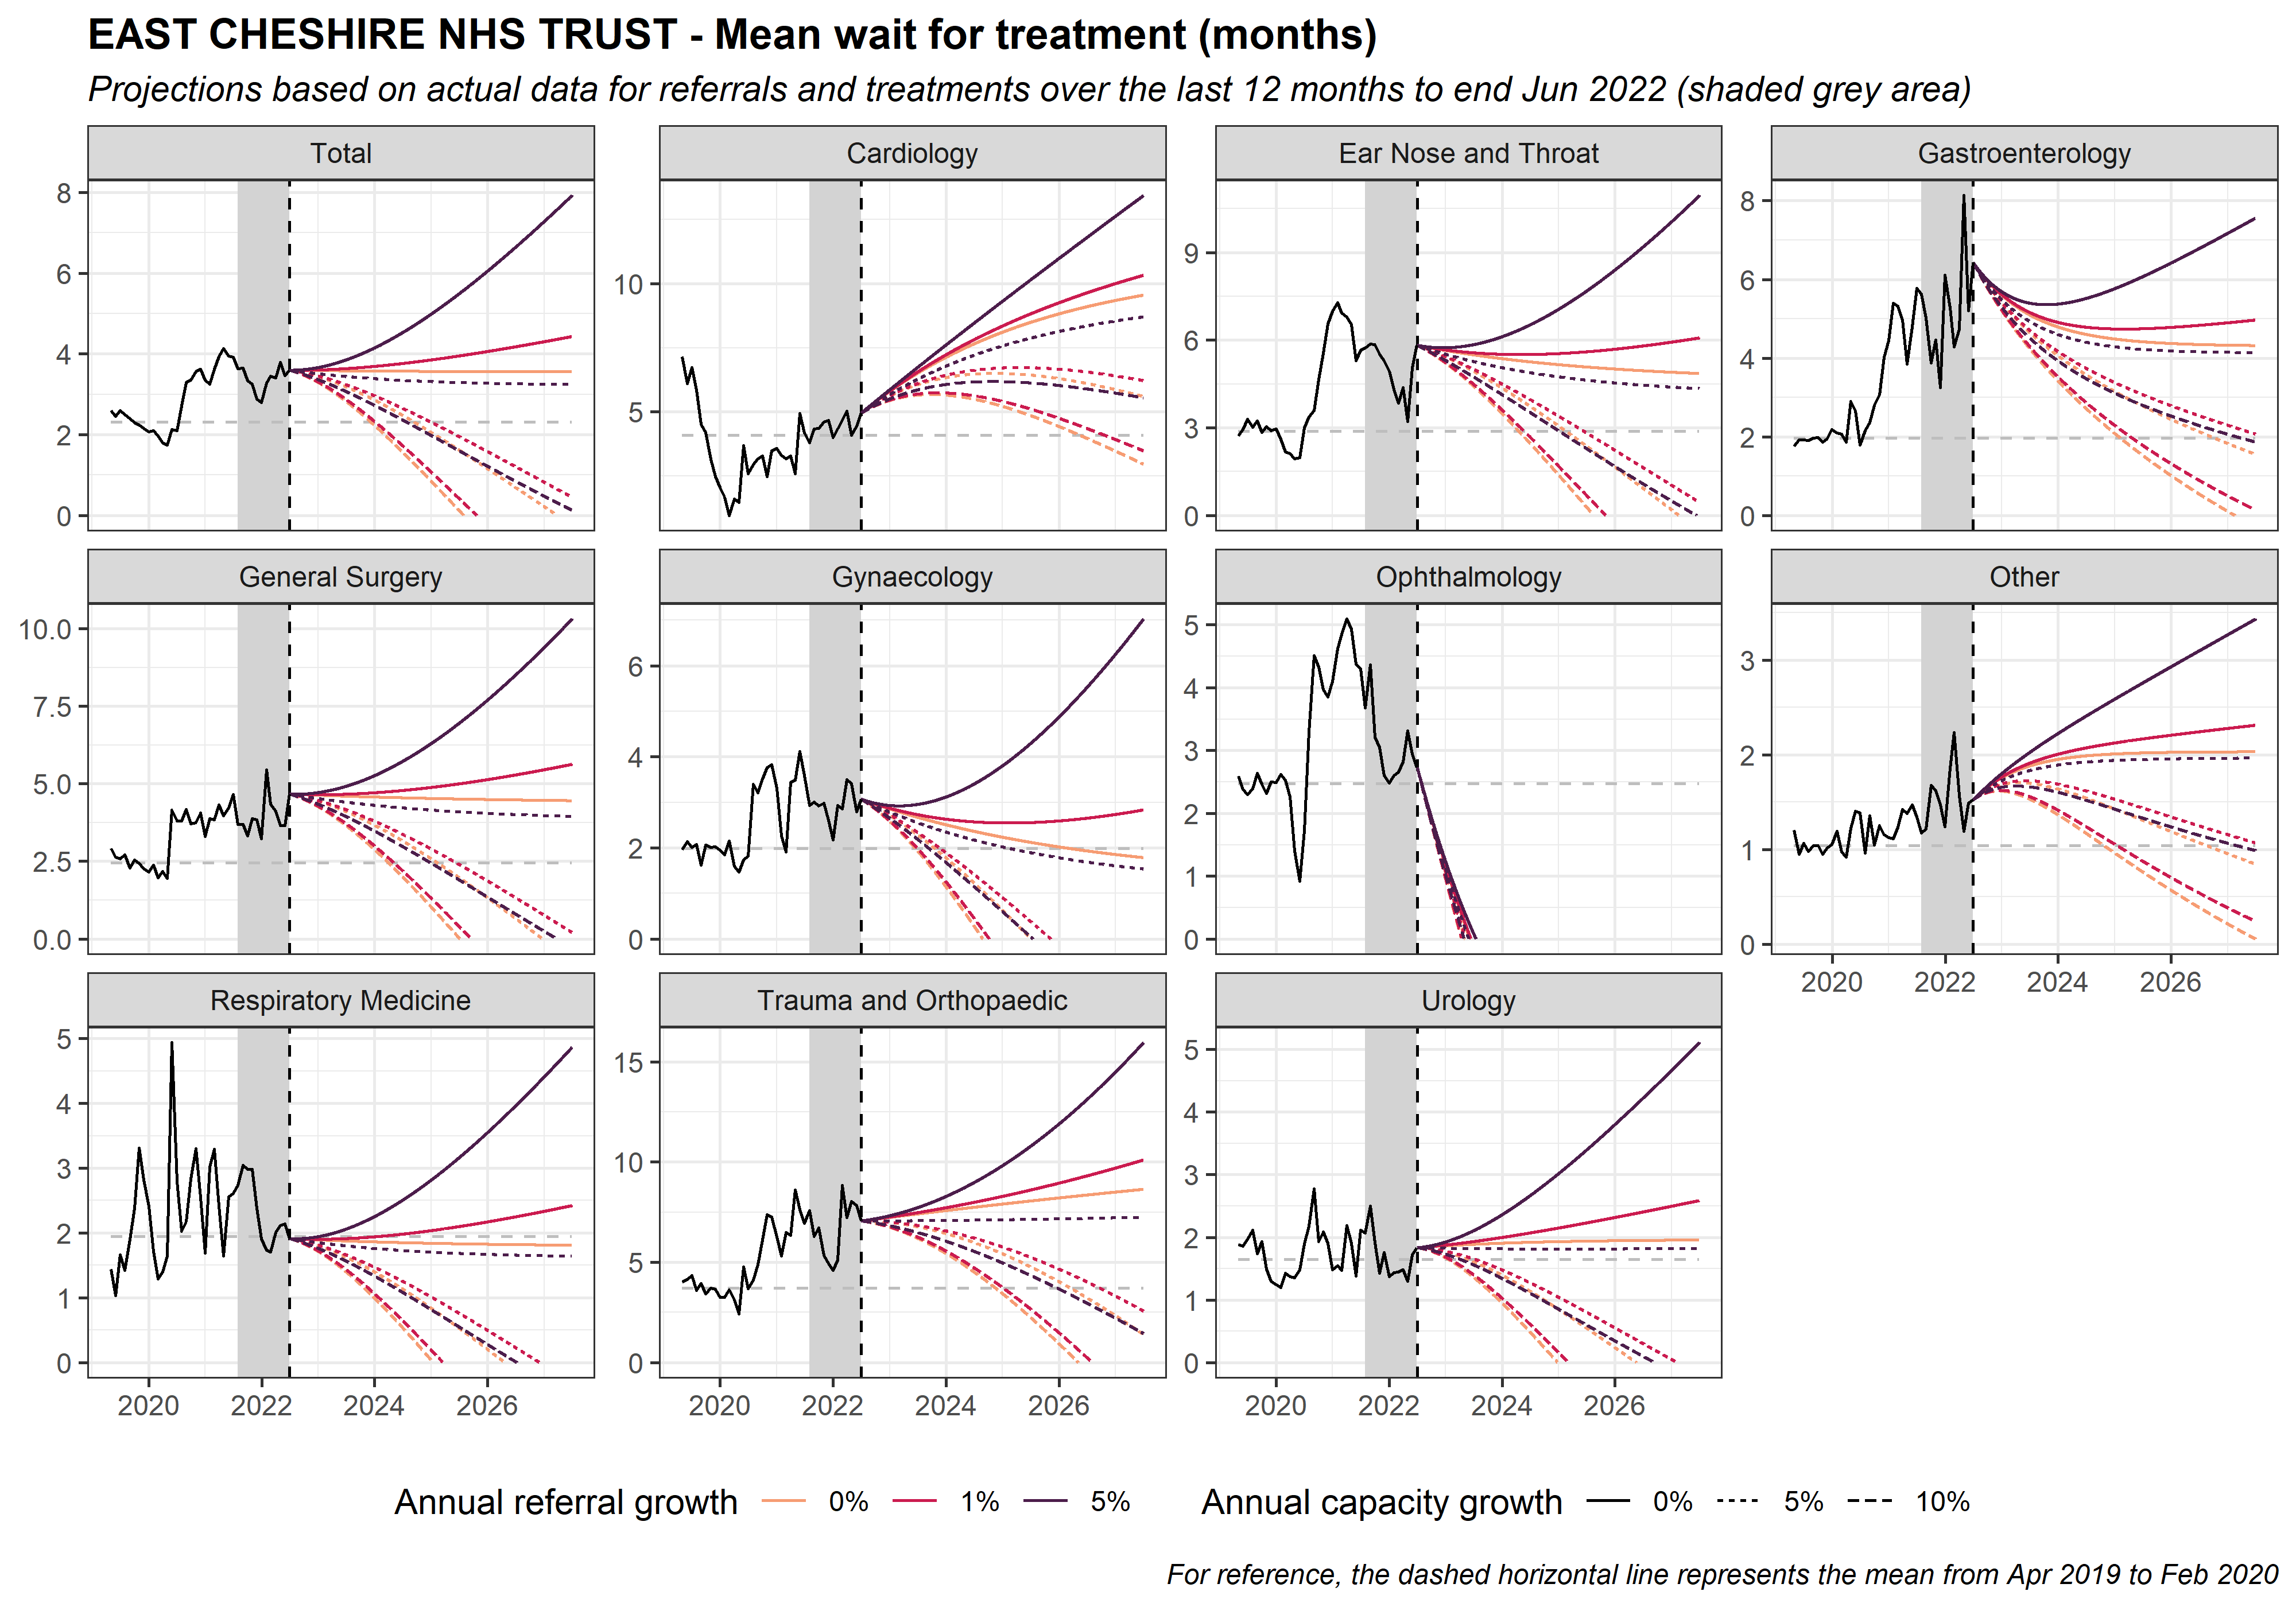 EAST CHESHIRE NHS TRUST - Mean wait for treatment (months)
Projections based on actual data for referrals and treatments over the last 12 months to end Jun 2022 (shaded grey area)
Total
Cardiology
Ear Nose and Throat
Gastroenterology
8
6
4
2
0
10
5
9
6
3
0
8
6
4
2
0
General Surgery
Gynaecology
Ophthalmology
Other
10.0
7.5
5.0
2.5
0.0
6
4
2
0
5
4
3
2
1
0
3
2
1
0
2020 2022 2024 2026
Respiratory Medicine
Trauma and Orthopaedic
Urology
5
4
3
2
1
0
15
10
5
0
5
4
3
2
1
0
2020 2022 2024 2026
2020 2022 2024 2026
2020 2022 2024 2026
Annual referral growth 0% 1% 5%
Annual capacity growth 0% 5% 10%
For reference, the dashed horizontal line represents the mean from Apr 2019 to Feb 2020